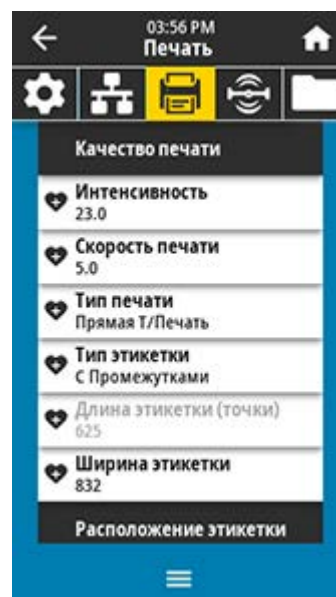 03:56 PM
Печать
Качество печати
Интенсивность
23.0
Скорость печати
5.0
Тип печати
Прямая Т/Печать
Тип этикетки
С Промежутками
Длина этикетки (точки)
625
Ширина этикетки
832
Расположение этикетки